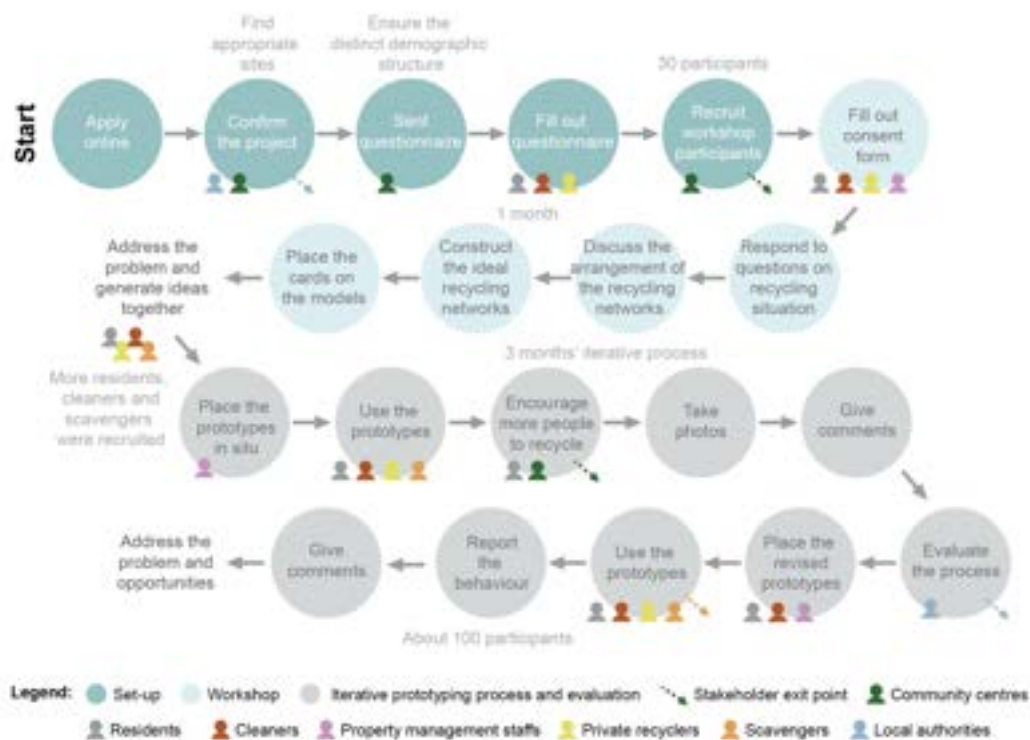 Find
appropriate
sites
Ensure the
distinct demographic
structure
30 participants
Start
Apply
online
Confirm
the project
Sent
questionnaire
Fill out
questionnaire
Recruit
workshop
participants
Fill out
consent
form
1 month
Address the
problem and
generate ideas
together
Place the
cards on
the models
Construct
the ideal
recycling
networks
Discuss the
arrangement of
the recycling
networks
Respond to
questions on
recycling
situation
More residents,
cleaners and
scavengers
were recruited
3 months' iterative process
Place the
prototypes
in situ
Use the
prototypes
Encourage
more people
to recycle
Take
photos
Give
comments
Address the
problem and
opportunities
Give
comments
Report
the
behaviour
Use the
prototypes
Place the
revised
prototypes
Evaluate
the process
About 100 participants
Legend: Set-up Workshop Iterative prototyping process and evaluation Stakeholder exit point Community centres
Residents Cleaners Property management staffs Private recyclers Scavengers Local authorities